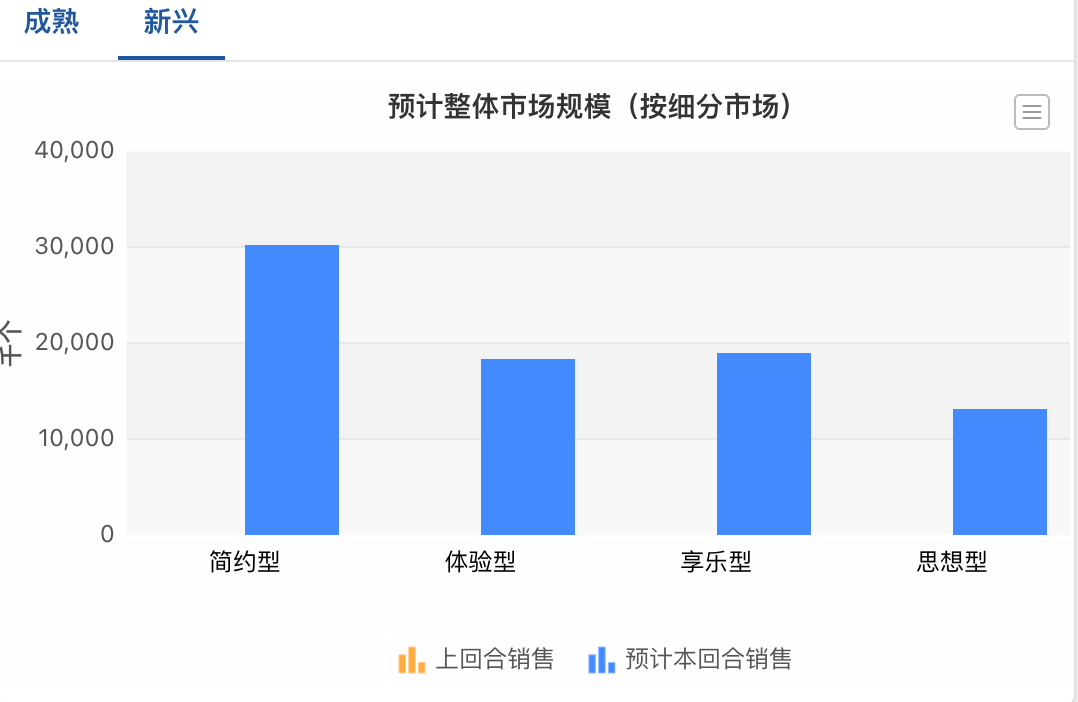 成熟 新兴
预计整体市场规模（按细分市场）
40,000
30,000
20,000
10,000
0
千个
简约型 体验型 享乐型 思想型
上回合销售 预计本回合销售